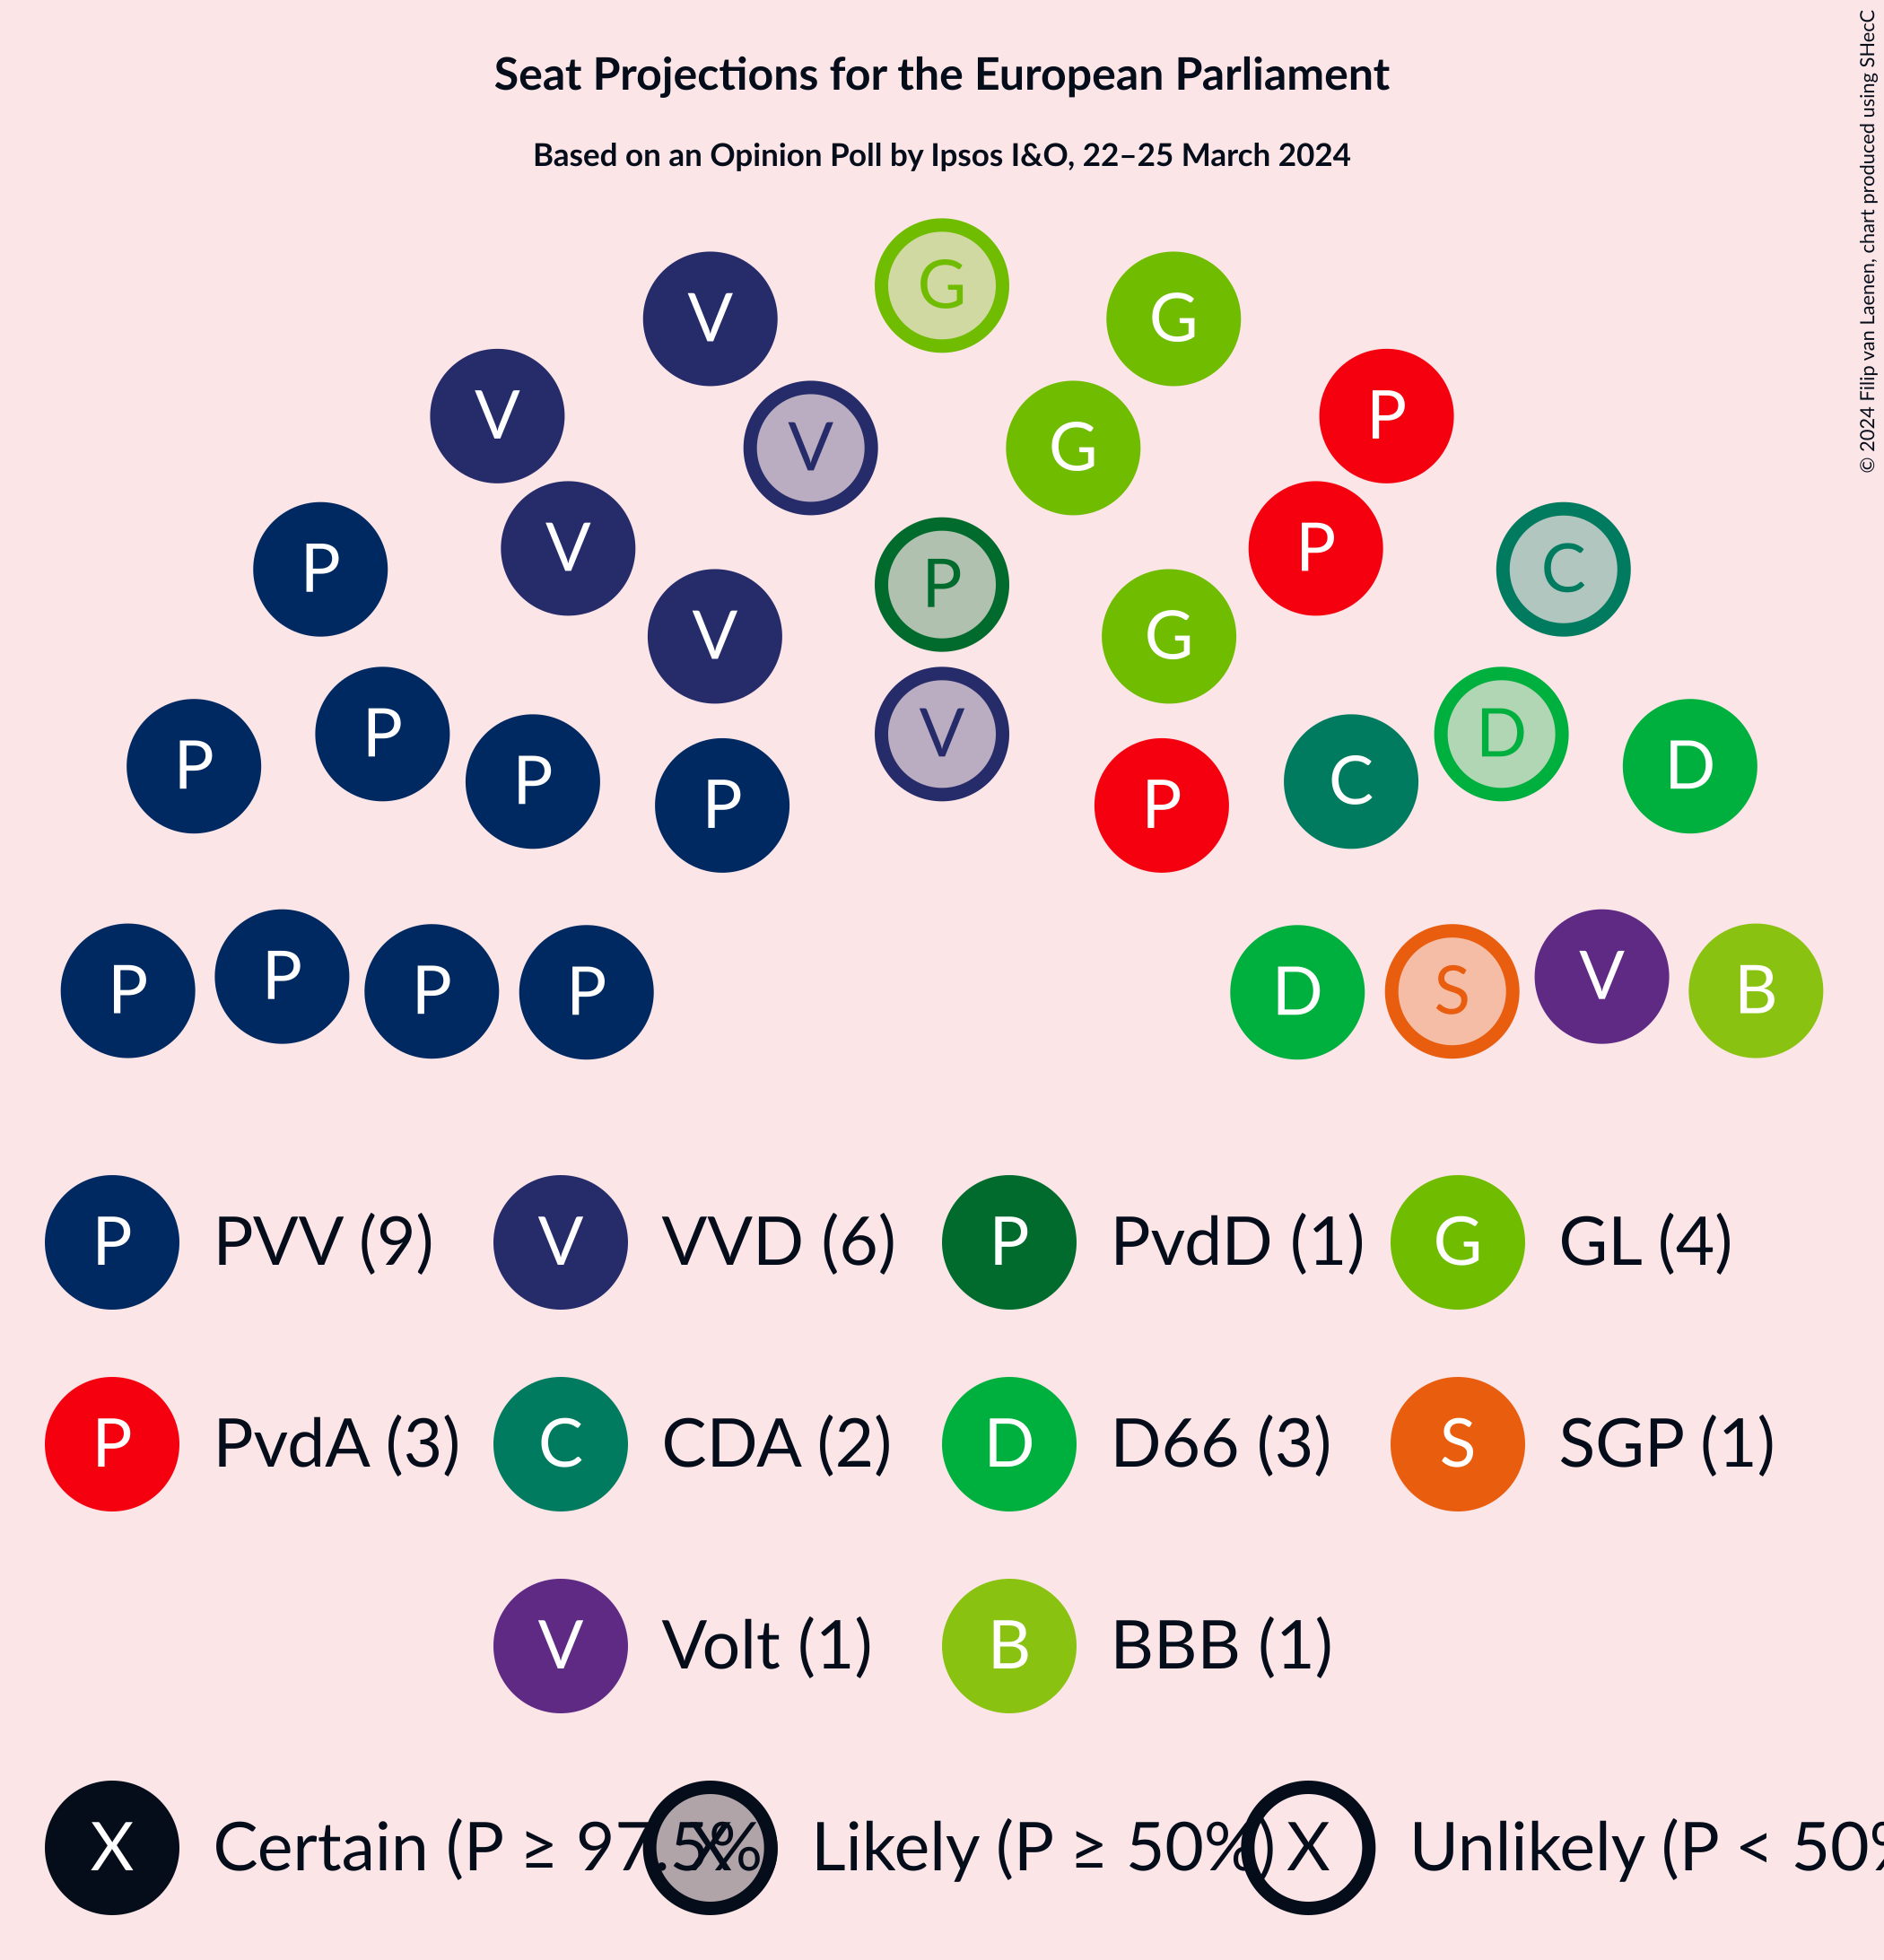 Seat Projections for the European Parliament
Based on an Opinion Poll by Ipsos I&O, 22–25 March 2024
© 2024 Filip van Laenen, chart produced using SHecC
G
V G
V P
V G
V P
P V P C
V G
P V D
P D
P C
P P
P P
P P D S V B
P PVV (9) V VVD (6) P PvdD (1) G GL (4)
P PvdA (3) C CDA (2) D D66 (3) S SGP (1)
V Volt (1) B BBB (1)
X Certain (P ≥ 97.5% X Likely (P ≥ 50%) X Unlikely (P < 50%